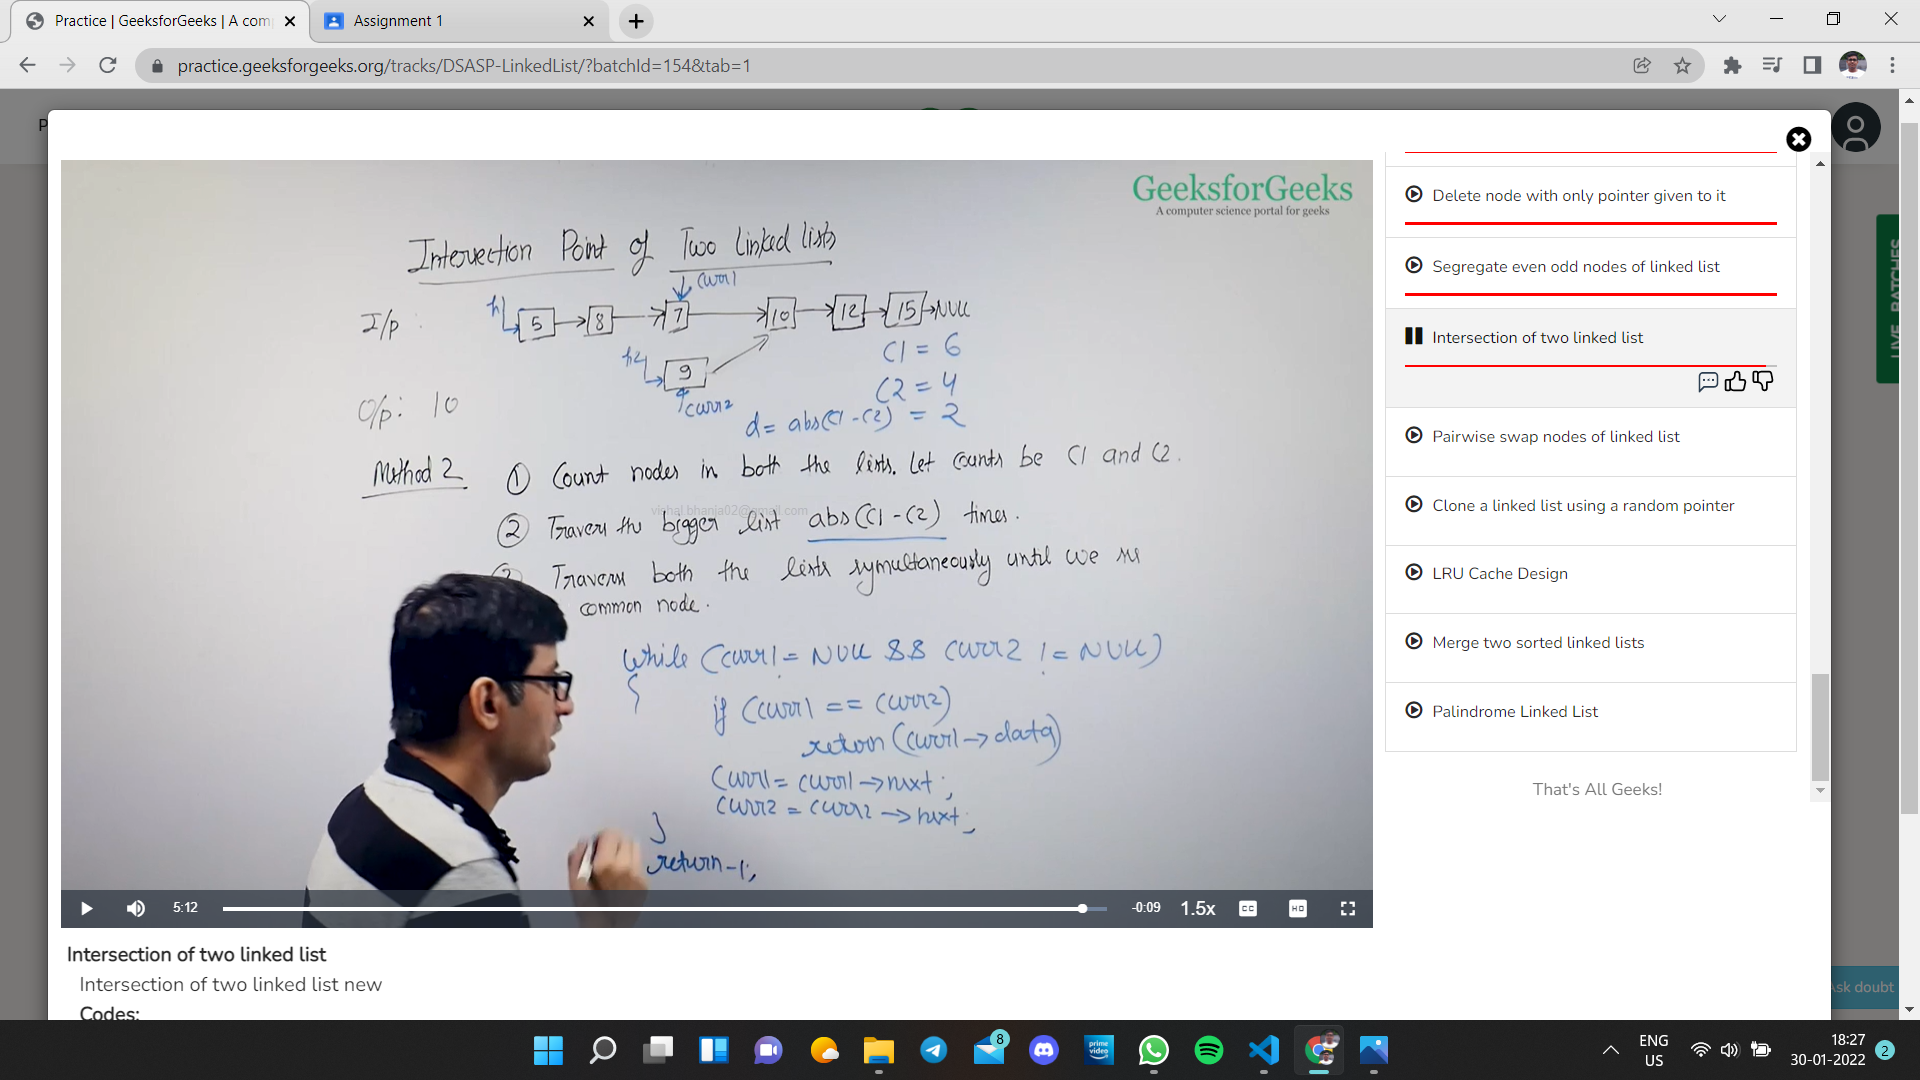 Practice | GeeksforGeeks | A com
Assignment 1
practice.geeksforgeeks.org/tracks/DSASP-LinkedList/?batchId=154&tab=1
P
GeeksforGeeks
A computer science portal for geeks
Intersection Point of Two linked lists
curr1
I/p :
h1
5
8
7
10
12
15
NULL
h2
9
C1 = 6
C2 = 4
curr2
O/p: 10
d = abs(C1 - C2) = 2
Method 2
① Count nodes in both the lists. Let counts be C1 and C2.
vishal.bhanja02@gmail.com
② Travers the bigger list abs(C1 - C2) times.
Travers both the lists symultaneously until we see
common node.
while (curr1 != NULL && curr2 != NULL)
{
if (curr1 == curr2)
return (curr1 -> data)
curr1 = curr1 -> next;
curr2 = curr2 -> next;
}
return -1;
5:12
-0:09
1.5x
CC
HD
Delete node with only pointer given to it
Segregate even odd nodes of linked list
Intersection of two linked list
Pairwise swap nodes of linked list
Clone a linked list using a random pointer
LRU Cache Design
Merge two sorted linked lists
Palindrome Linked List
That's All Geeks!
LIVE BATCHES
Intersection of two linked list
Intersection of two linked list new
Codes:
Ask doubt
8
prime video
ENG
US
18:27
30-01-2022
2